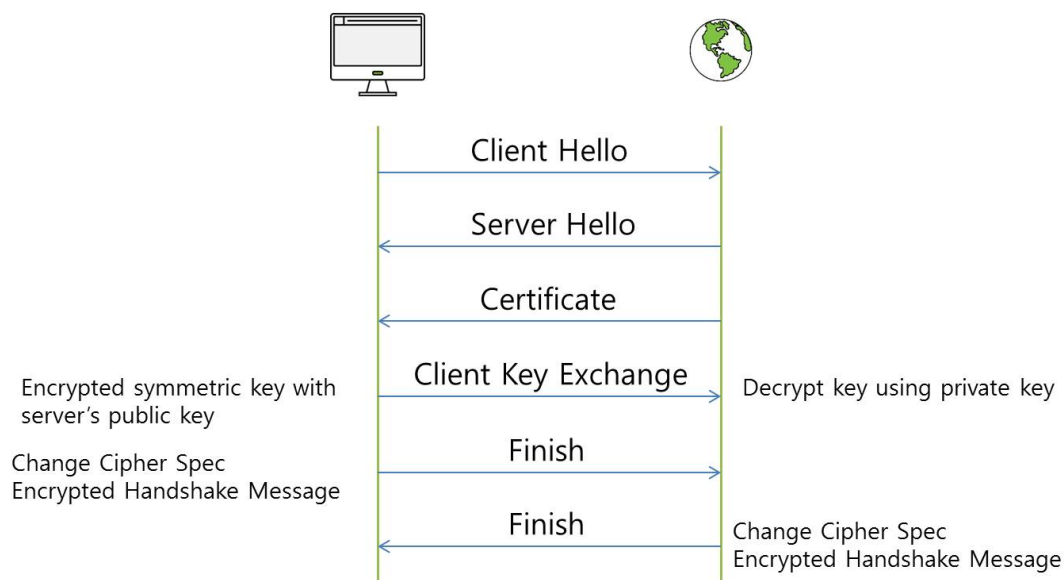 Client Hello
Server Hello
Certificate
Client Key Exchange
Encrypted symmetric key with
server's public key
Decrypt key using private key
Finish
Change Cipher Spec
Encrypted Handshake Message
Finish
Change Cipher Spec
Encrypted Handshake Message